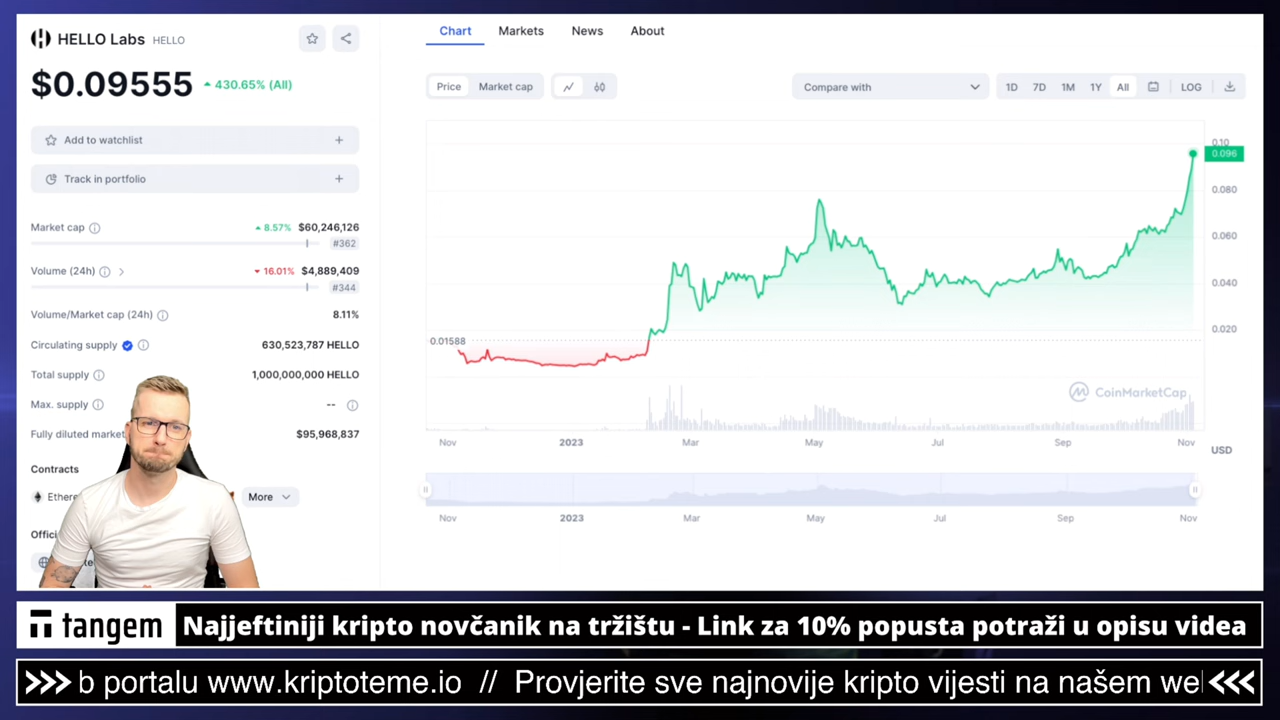 HELLO Labs HELLO
$0.09555 430.65% (All)
Add to watchlist
Track in portfolio
Market cap 8.57% $60,246,126
#362
Volume (24h) 16.01% $4,889,409
#344
Volume/Market cap (24h) 8.11%
Circulating supply 630,523,787 HELLO
Total supply 1,000,000,000 HELLO
Max. supply --
Fully diluted market $95,968,837
Contracts
More
Chart Markets News About
Price Market cap
Compare with
1D 7D 1M 1Y All LOG
0.10
0.096
0.080
0.060
0.040
0.020
0.01588
CoinMarketCap
Nov 2023 Mar May Jul Sep Nov
USD
Nov 2023 Mar May Jul Sep Nov
tangem Najjeftiniji kripto novčanik na tržištu - Link za 10% popusta potraži u opisu videa
>>> b portalu www.kriptoteme.io // Provjerite sve najnovije kripto vijesti na našem we <<<